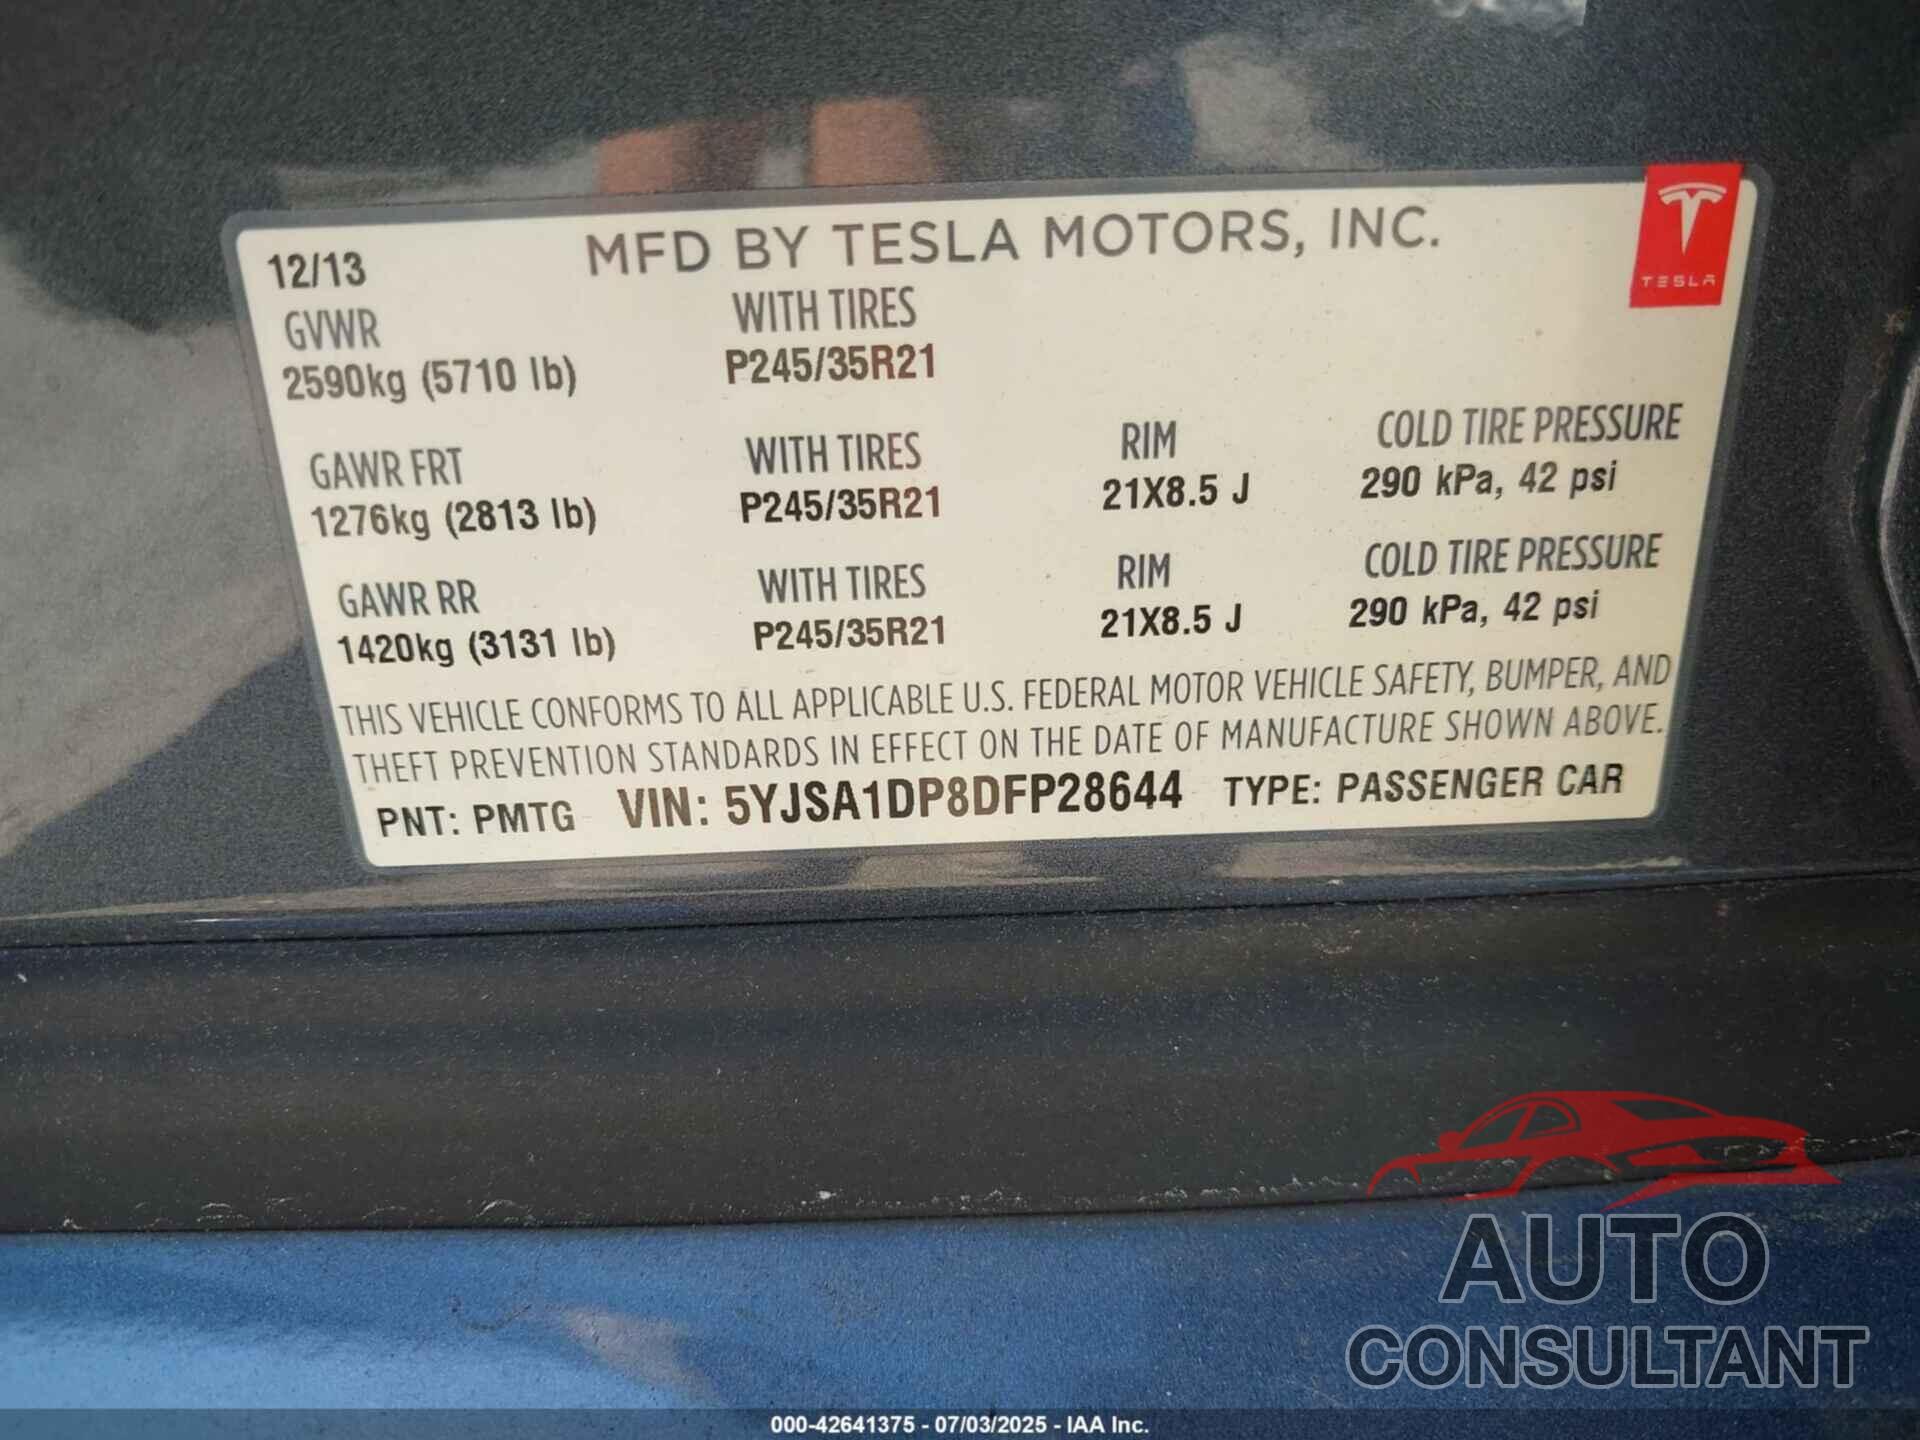 12/13 MFD BY TESLA MOTORS, INC.
TESLA
GVWR WITH TIRES
2590kg (5710 lb) P245/35R21
GAWR FRT WITH TIRES RIM COLD TIRE PRESSURE
1276kg (2813 lb) P245/35R21 21X8.5 J 290 kPa, 42 psi
GAWR RR WITH TIRES RIM COLD TIRE PRESSURE
1420kg (3131 lb) P245/35R21 21X8.5 J 290 kPa, 42 psi
THIS VEHICLE CONFORMS TO ALL APPLICABLE U.S. FEDERAL MOTOR VEHICLE SAFETY, BUMPER, AND
THEFT PREVENTION STANDARDS IN EFFECT ON THE DATE OF MANUFACTURE SHOWN ABOVE.
PNT: PMTG VIN: 5YJSA1DP8DFP28644 TYPE: PASSENGER CAR
AUTO
CONSULTANT
000-42641375 - 07/03/2025 - IAA Inc.